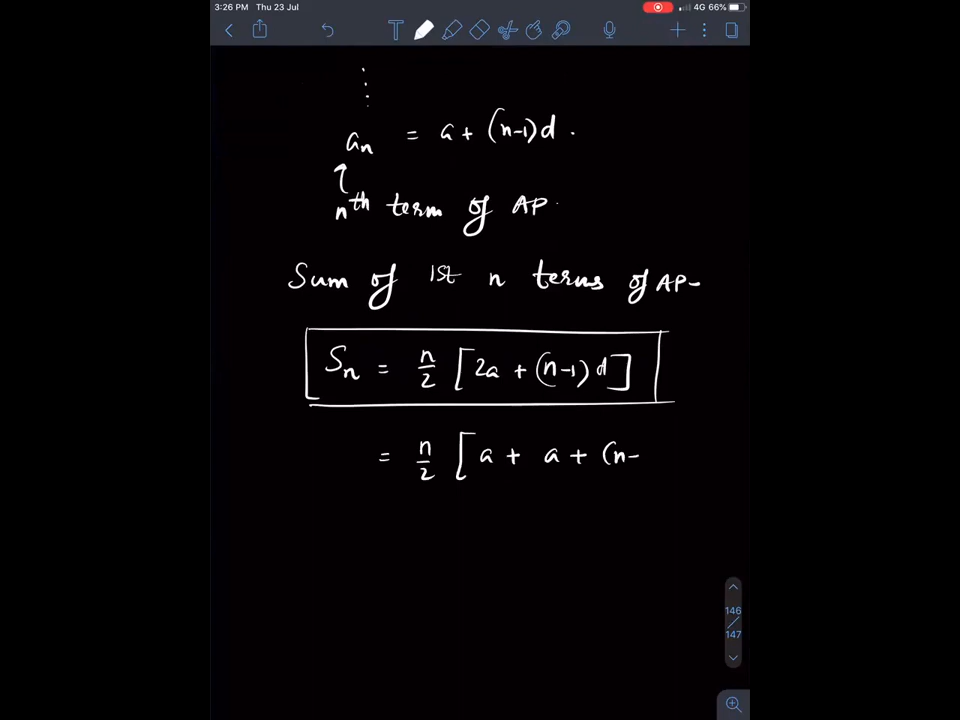 3:26 PM Thu 23 Jul 4G 66%
⋮
aₙ = a + (n-1)d .
nᵗʰ term of AP.
Sum of 1st n terms of AP-
Sₙ = n/2 [2a + (n-1)d]
= n/2 [a + a + (n-
146
/
147